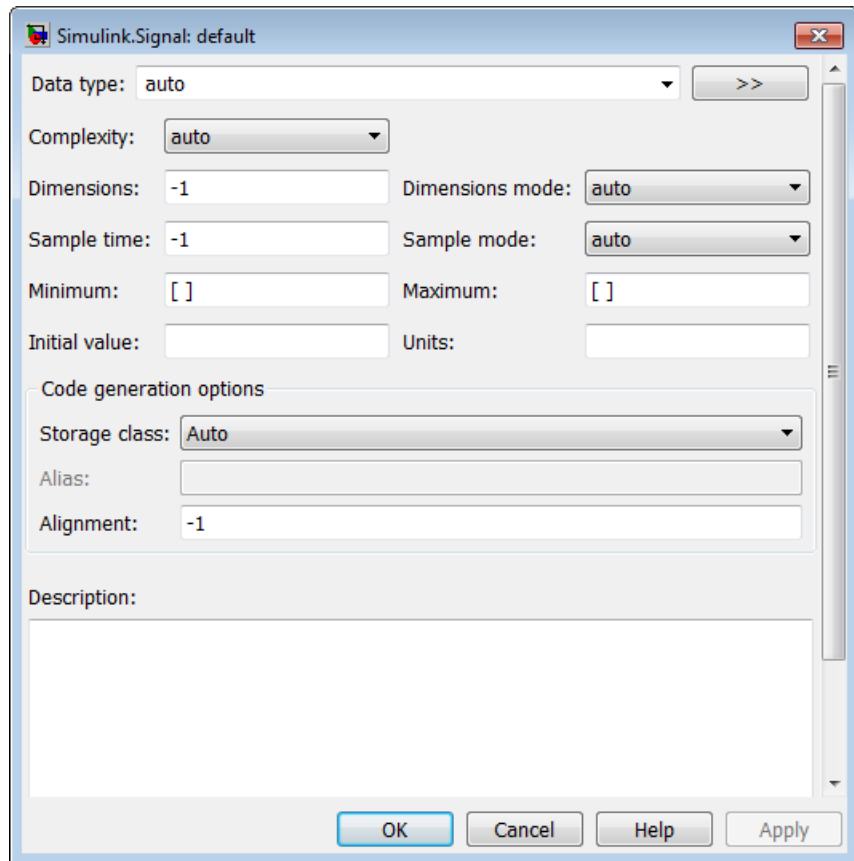 Simulink.Signal: default
Data type: auto >>
Complexity: auto
Dimensions: -1 Dimensions mode: auto
Sample time: -1 Sample mode: auto
Minimum: [ ] Maximum: [ ]
Initial value: Units:
Code generation options
Storage class: Auto
Alias:
Alignment: -1
Description:
OK Cancel Help Apply